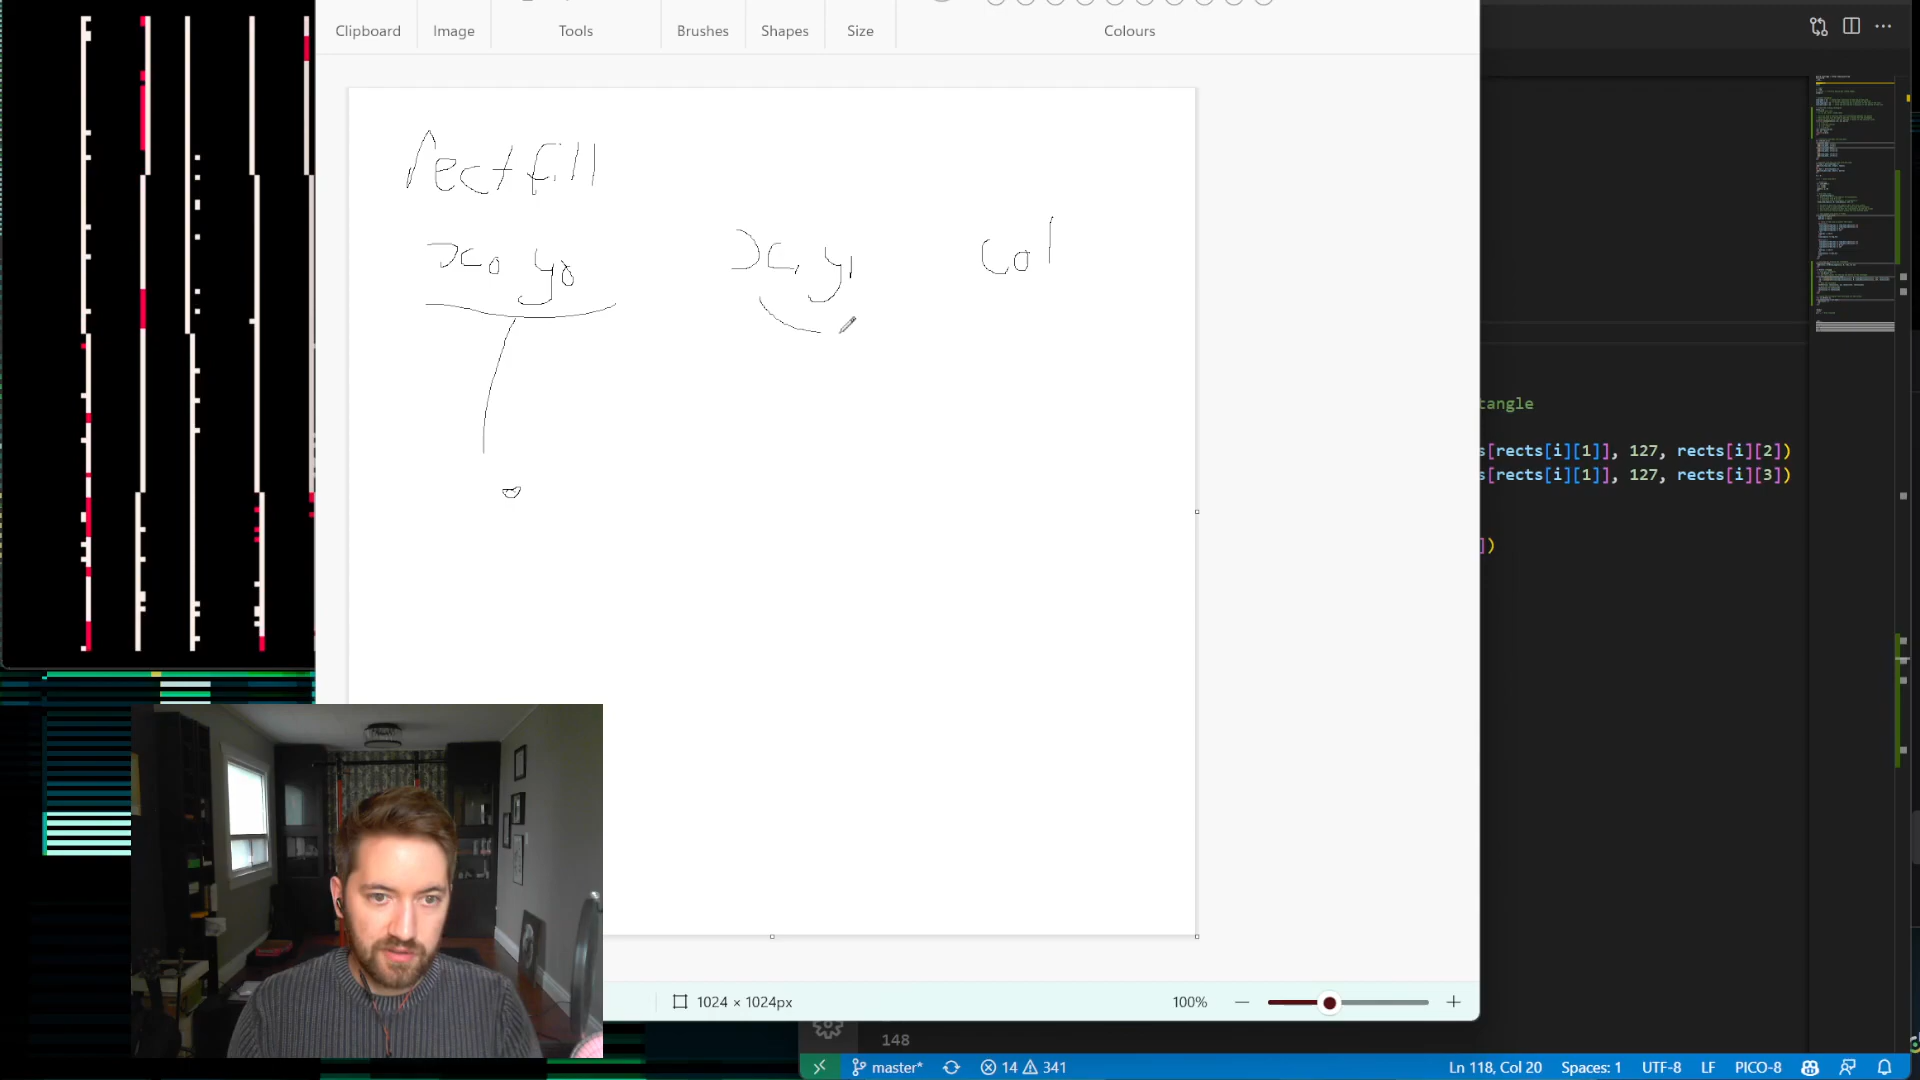 Clipboard
Image
Tools
Brushes
Shapes
Size
Colours
rectfill
x0 y0
x1 y1
col
tangle
s[rects[i][1]], 127, rects[i][2])
s[rects[i][1]], 127, rects[i][3])
])
1024 × 1024px
100%
148
master*
14
341
Ln 118, Col 20
Spaces: 1
UTF-8
LF
PICO-8